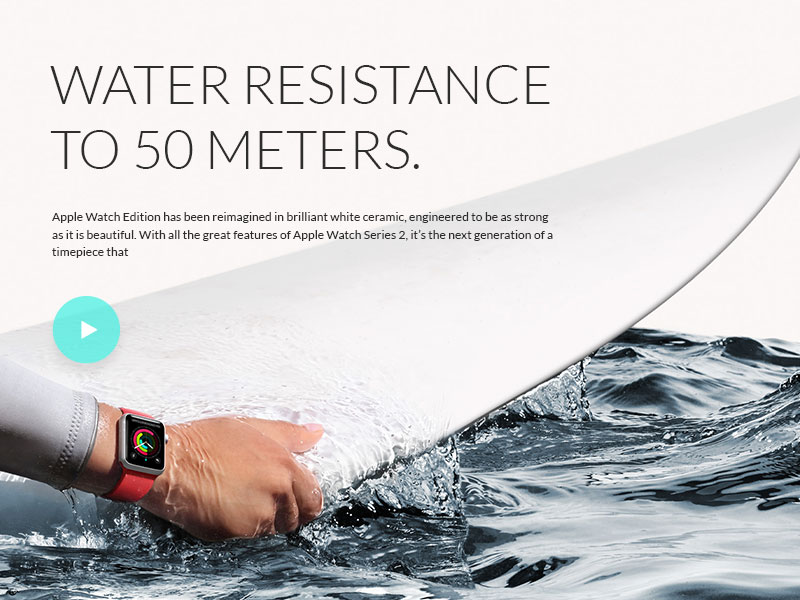 WATER RESISTANCE
TO 50 METERS.
Apple Watch Edition has been reimagined in brilliant white ceramic, engineered to be as strong
as it is beautiful. With all the great features of Apple Watch Series 2, it’s the next generation of a
timepiece that